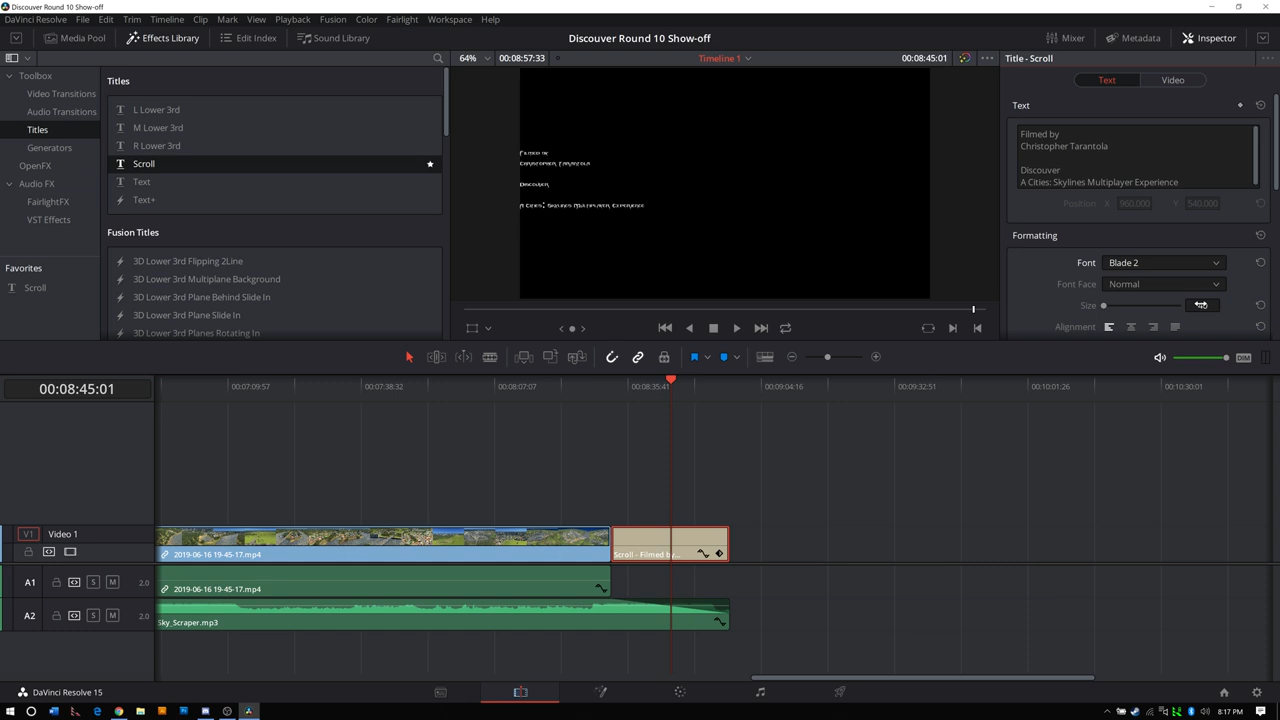 Discover Round 10 Show-off
DaVinci Resolve File Edit Trim Timeline Clip Mark View Playback Fusion Color Fairlight Workspace Help
Media Pool Effects Library Edit Index Sound Library Discover Round 10 Show-off Mixer Metadata Inspector
64% 00:08:57:33 Timeline 1 00:08:45:01 Title - Scroll
Toolbox
Video Transitions
Audio Transitions
Titles
Generators
OpenFX
Audio FX
FairlightFX
VST Effects
Favorites
Scroll
Titles
L Lower 3rd
M Lower 3rd
R Lower 3rd
Scroll
Text
Text+
Fusion Titles
3D Lower 3rd Flipping 2Line
3D Lower 3rd Multiplane Background
3D Lower 3rd Plane Behind Slide In
3D Lower 3rd Plane Slide In
3D Lower 3rd Planes Rotating In
Filmed by
Christopher Tarantola
Discover
A Cities: Skylines Multiplayer Experience
Text Video
Text
Filmed by
Christopher Tarantola
Discover
A Cities: Skylines Multiplayer Experience
Position X 960.000 Y 540.000
Formatting
Font Blade 2
Font Face Normal
Size
Alignment
DIM
00:08:45:01
00:07:09:57 00:07:38:32 00:08:07:07 00:08:35:41 00:09:04:16 00:09:32:51 00:10:01:26 00:10:30:01
V1 Video 1
2019-06-16 19-45-17.mp4 Scroll - Filmed by...
A1 S M 2.0 2019-06-16 19-45-17.mp4
A2 S M 2.0 Sky_Scraper.mp3
DaVinci Resolve 15
8:17 PM